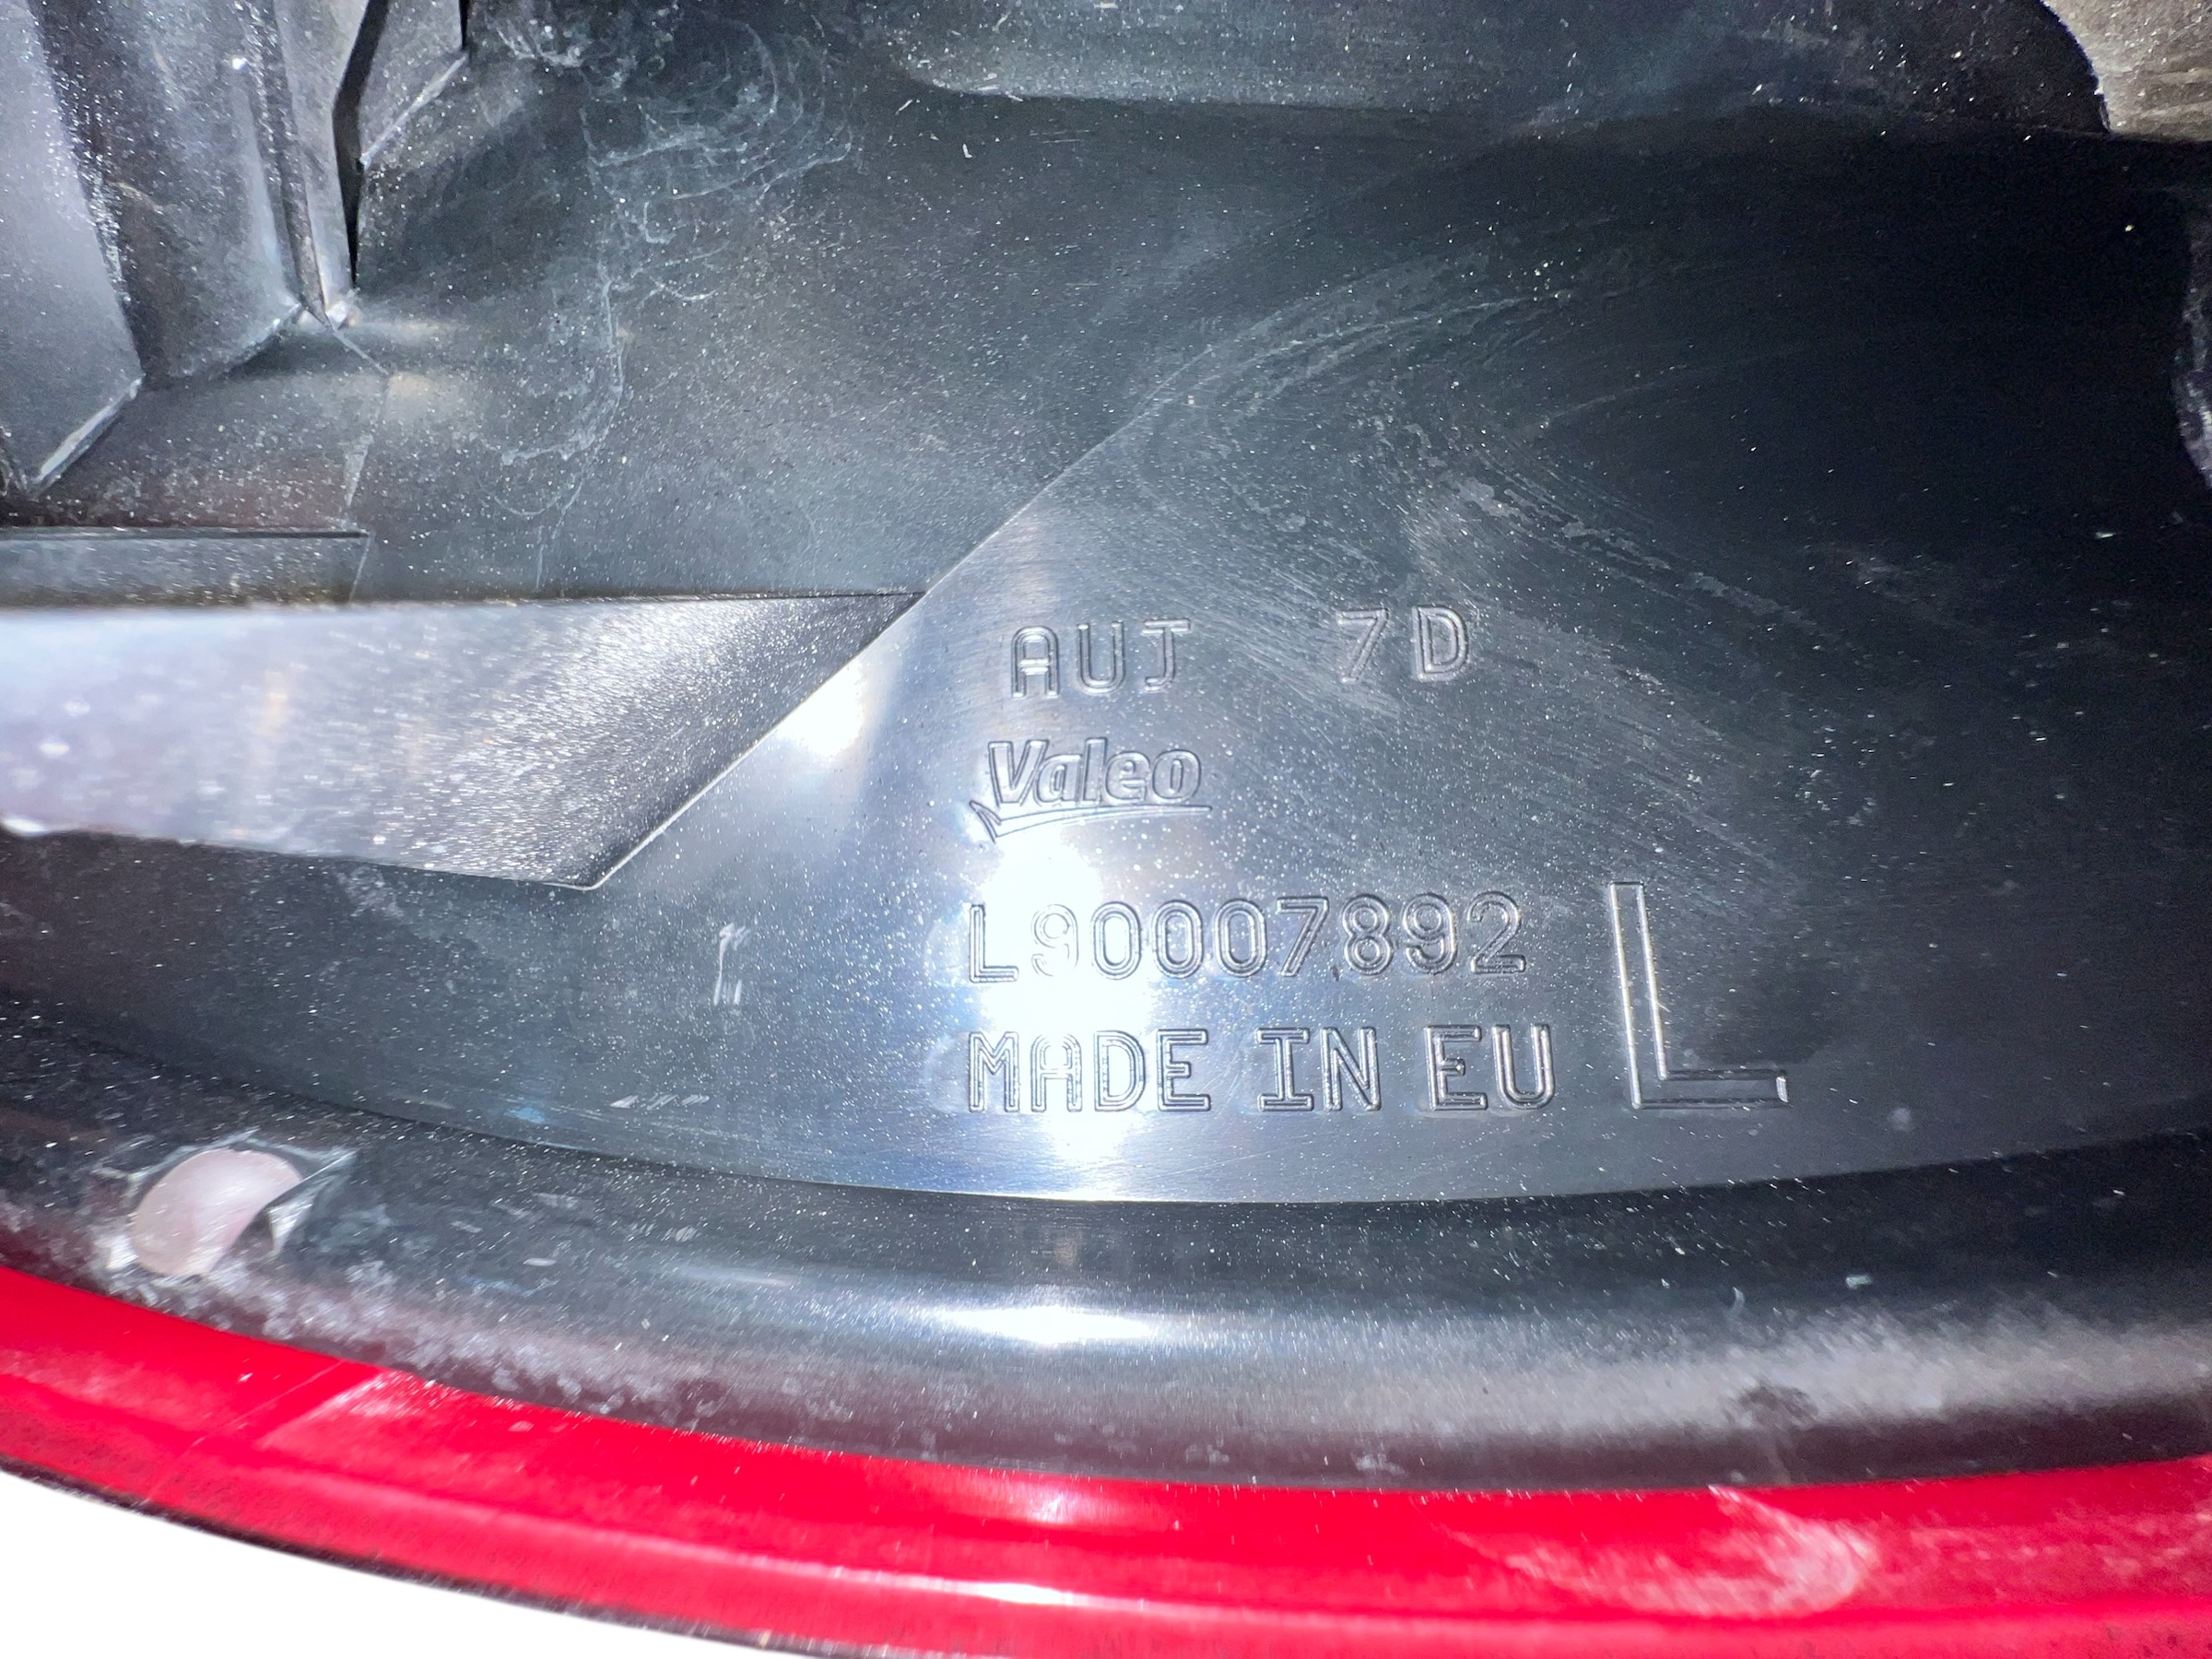 AUJ 7D
Valeo
L90007892
MADE IN EU L